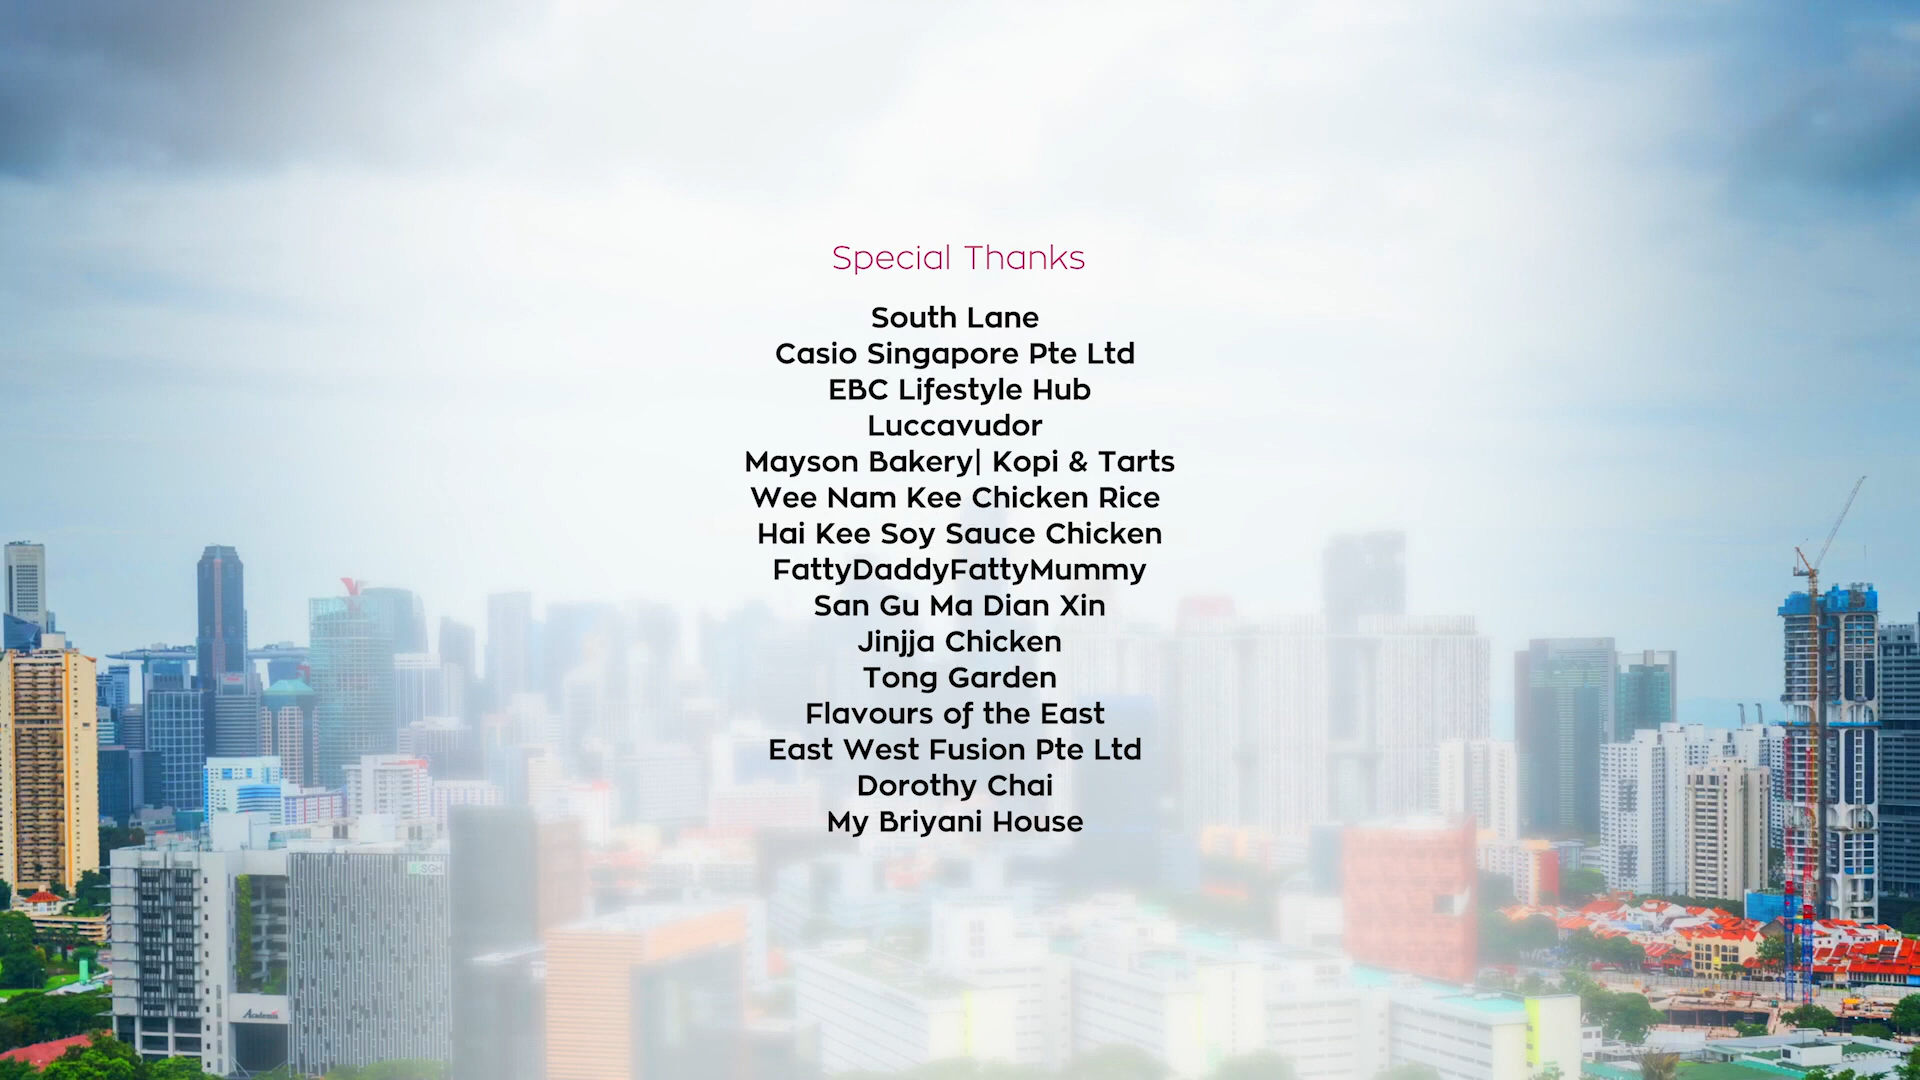 Special Thanks
South Lane
Casio Singapore Pte Ltd
EBC Lifestyle Hub
Luccavudor
Mayson Bakery| Kopi & Tarts
Wee Nam Kee Chicken Rice
Hai Kee Soy Sauce Chicken
FattyDaddyFattyMummy
San Gu Ma Dian Xin
Jinjja Chicken
Tong Garden
Flavours of the East
East West Fusion Pte Ltd
Dorothy Chai
My Briyani House
SGH
Academia